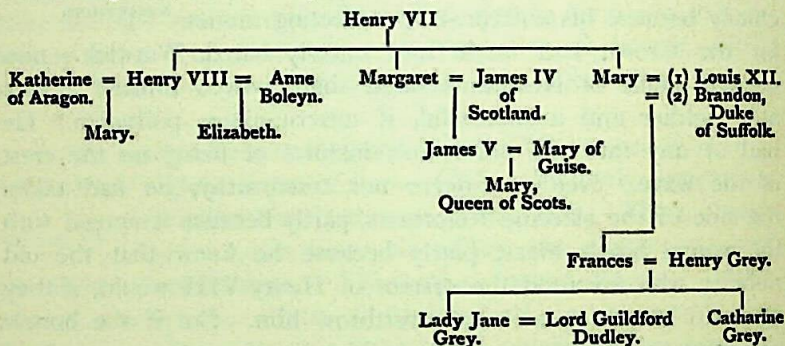 Henry VII
Katherine = Henry VIII = Anne Margaret = James IV Mary = (1) Louis XII.
of Aragon. Boleyn. of = (2) Brandon,
Mary. Elizabeth. Scotland. Duke
of Suffolk.
James V = Mary of
Guise.
Mary,
Queen of Scots.
Frances = Henry Grey.
Lady Jane = Lord Guildford Catharine
Grey. Dudley. Grey.